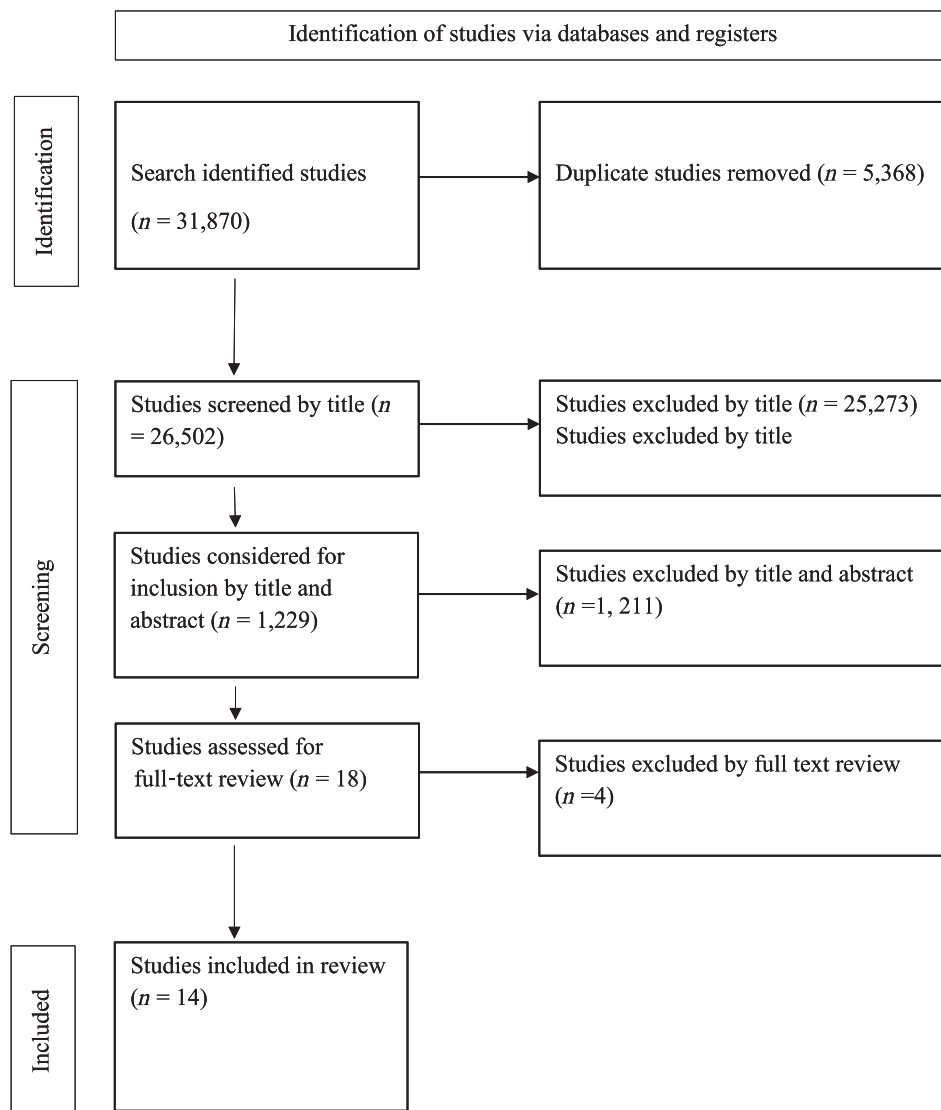 Identification of studies via databases and registers
Identification
Search identified studies
(n = 31,870)
Duplicate studies removed (n = 5,368)
Screening
Studies screened by title (n
= 26,502)
Studies excluded by title (n = 25,273)
Studies excluded by title
Studies considered for
inclusion by title and
abstract (n = 1,229)
Studies excluded by title and abstract
(n =1, 211)
Studies assessed for
full-text review (n = 18)
Studies excluded by full text review
(n =4)
Included
Studies included in review
(n = 14)